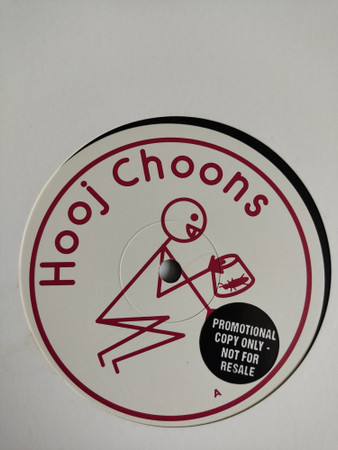 Hooj Choons
PROMOTIONAL
COPY ONLY -
NOT FOR
RESALE
A